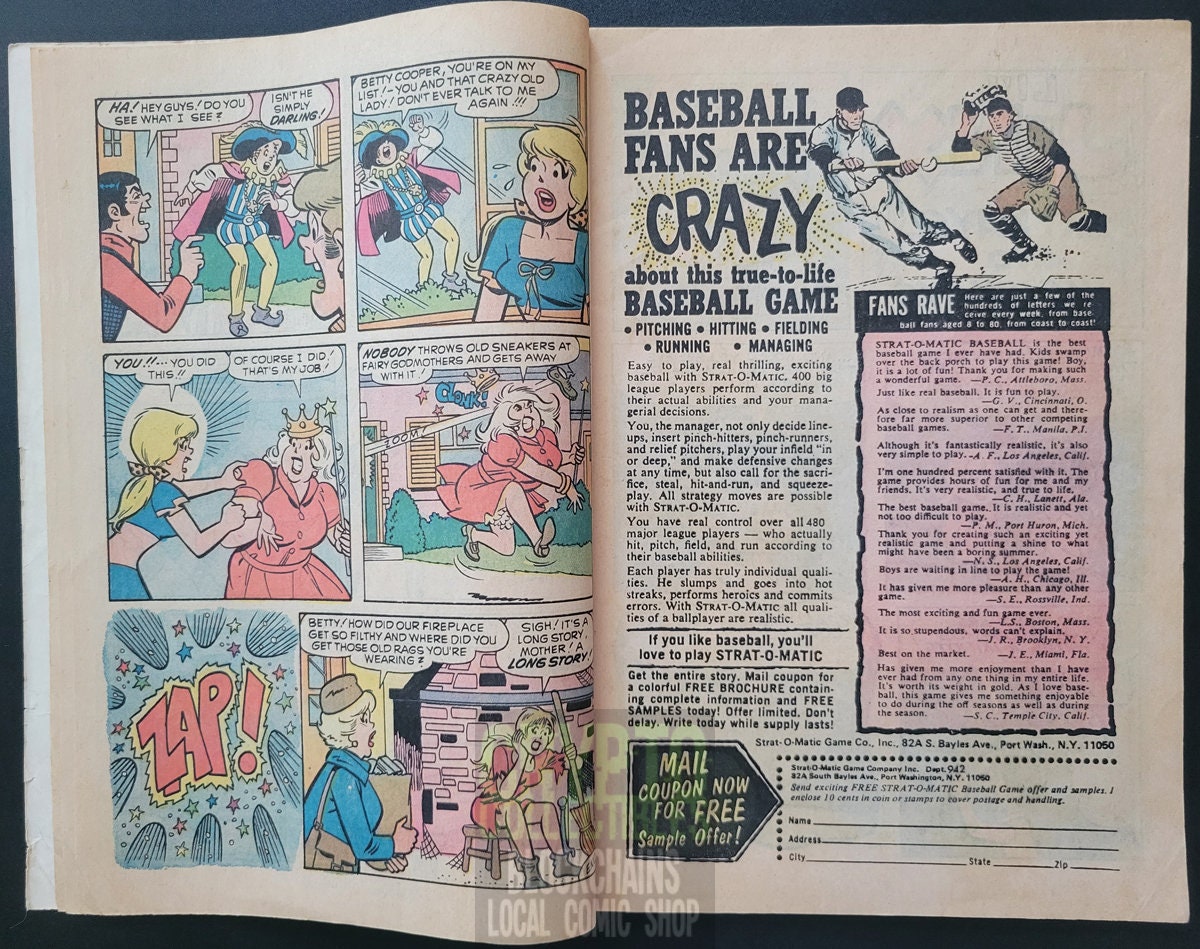 HA! HEY GUYS! DO YOU
SEE WHAT I SEE?
ISN'T HE
SIMPLY
DARLING!
BETTY COOPER, YOU'RE ON MY
LIST!-YOU AND THAT CRAZY OLD
LADY! DON'T EVER TALK TO ME
AGAIN!!!
YOU!!...YOU DID
THIS!!
OF COURSE I DID!
THAT'S MY JOB!
NOBODY THROWS OLD SNEAKERS AT
FAIRY GODMOTHERS AND GETS AWAY
WITH IT!
CLONK!
ZOOM!
ZAP!
BETTY! HOW DID OUR FIREPLACE
GET SO FILTHY AND WHERE DID YOU
GET THOSE OLD RAGS YOU'RE
WEARING?
SIGH! IT'S A
LONG STORY,
MOTHER! A
LONG STORY!
BASEBALL
FANS ARE
CRAZY
about this true-to-life
BASEBALL GAME
• PITCHING • HITTING • FIELDING
• RUNNING • MANAGING
Easy to play, real thrilling, exciting
baseball with STRAT-O-MATIC. 400 big
league players perform according to
their actual abilities and your mana-
gerial decisions.
You, the manager, not only decide line-
ups, insert pinch-hitters, pinch-runners,
and relief pitchers, play your infield "in
or deep," and make defensive changes
at any time, but also call for the sacri-
fice, steal, hit-and-run, and squeeze-
play. All strategy moves are possible
with STRAT-O-MATIC.
You have real control over all 480
major league players — who actually
hit, pitch, field, and run according to
their baseball abilities.
Each player has truly individual quali-
ties. He slumps and goes into hot
streaks, performs heroics and commits
errors. With STRAT-O-MATIC all quali-
ties of a ballplayer are realistic.
If you like baseball, you'll
love to play STRAT-O-MATIC
Get the entire story. Mail coupon for
a colorful FREE BROCHURE contain-
ing complete information and FREE
SAMPLES today! Offer limited. Don't
delay. Write today while supply lasts!
FANS RAVE
Here are just a few of the
hundreds of letters we re
ceive every week, from base
ball fans aged 8 to 80, from coast to coast!
STRAT-O-MATIC BASEBALL is the best
baseball game I ever have had. Kids swamp
over the back porch to play this game! Boy,
it is a lot of fun! Thank you for making such
a wonderful game. —P. C., Attleboro, Mass.
Just like real baseball. It is fun to play.
—G. V., Cincinnati, O.
As close to realism as one can get and there-
fore far more superior to other competing
baseball games. —F. T., Manila, P.I.
Although it's fantastically realistic, it's also
very simple to play.—A. F., Los Angeles, Calif.
I'm one hundred percent satisfied with it. The
game provides hours of fun for me and my
friends. It's very realistic, and true to life.
—C. H., Lanett, Ala.
The best baseball game. It is realistic and yet
not too difficult to play.
—P. M., Port Huron, Mich.
Thank you for creating such an exciting yet
realistic game and putting a shine to what
might have been a boring summer.
—N. S., Los Angeles, Calif.
Boys are waiting in line to play the game!
—A. H., Chicago, Ill.
It has given me more pleasure than any other
game. —S. E., Rossville, Ind.
The most exciting and fun game ever.
—L.S., Boston, Mass.
It is so stupendous, words can't explain.
—J. R., Brooklyn, N. Y.
Best on the market. —J. E., Miami, Fla.
Has given me more enjoyment than I have
ever had from any one thing in my entire life.
It's worth its weight in gold. As I love base-
ball, this game gives me something enjoyable
to do during the off seasons as well as during
the season. —S. C., Temple City, Calif.
Strat-O-Matic Game Co., Inc., 82A S. Bayles Ave., Port Wash., N.Y. 11050
MAIL
COUPON NOW
FOR FREE
Sample Offer!
Strat-O-Matic Game Company Inc. Dept. 942
82A South Bayles Ave., Port Washington, N.Y. 11050
Send exciting FREE STRAT-O-MATIC Baseball Game offer and samples. I
enclose 10 cents in coin or stamps to cover postage and handling.
Name
Address
City State Zip
BLOCKCHAINS
LOCAL COMIC SHOP